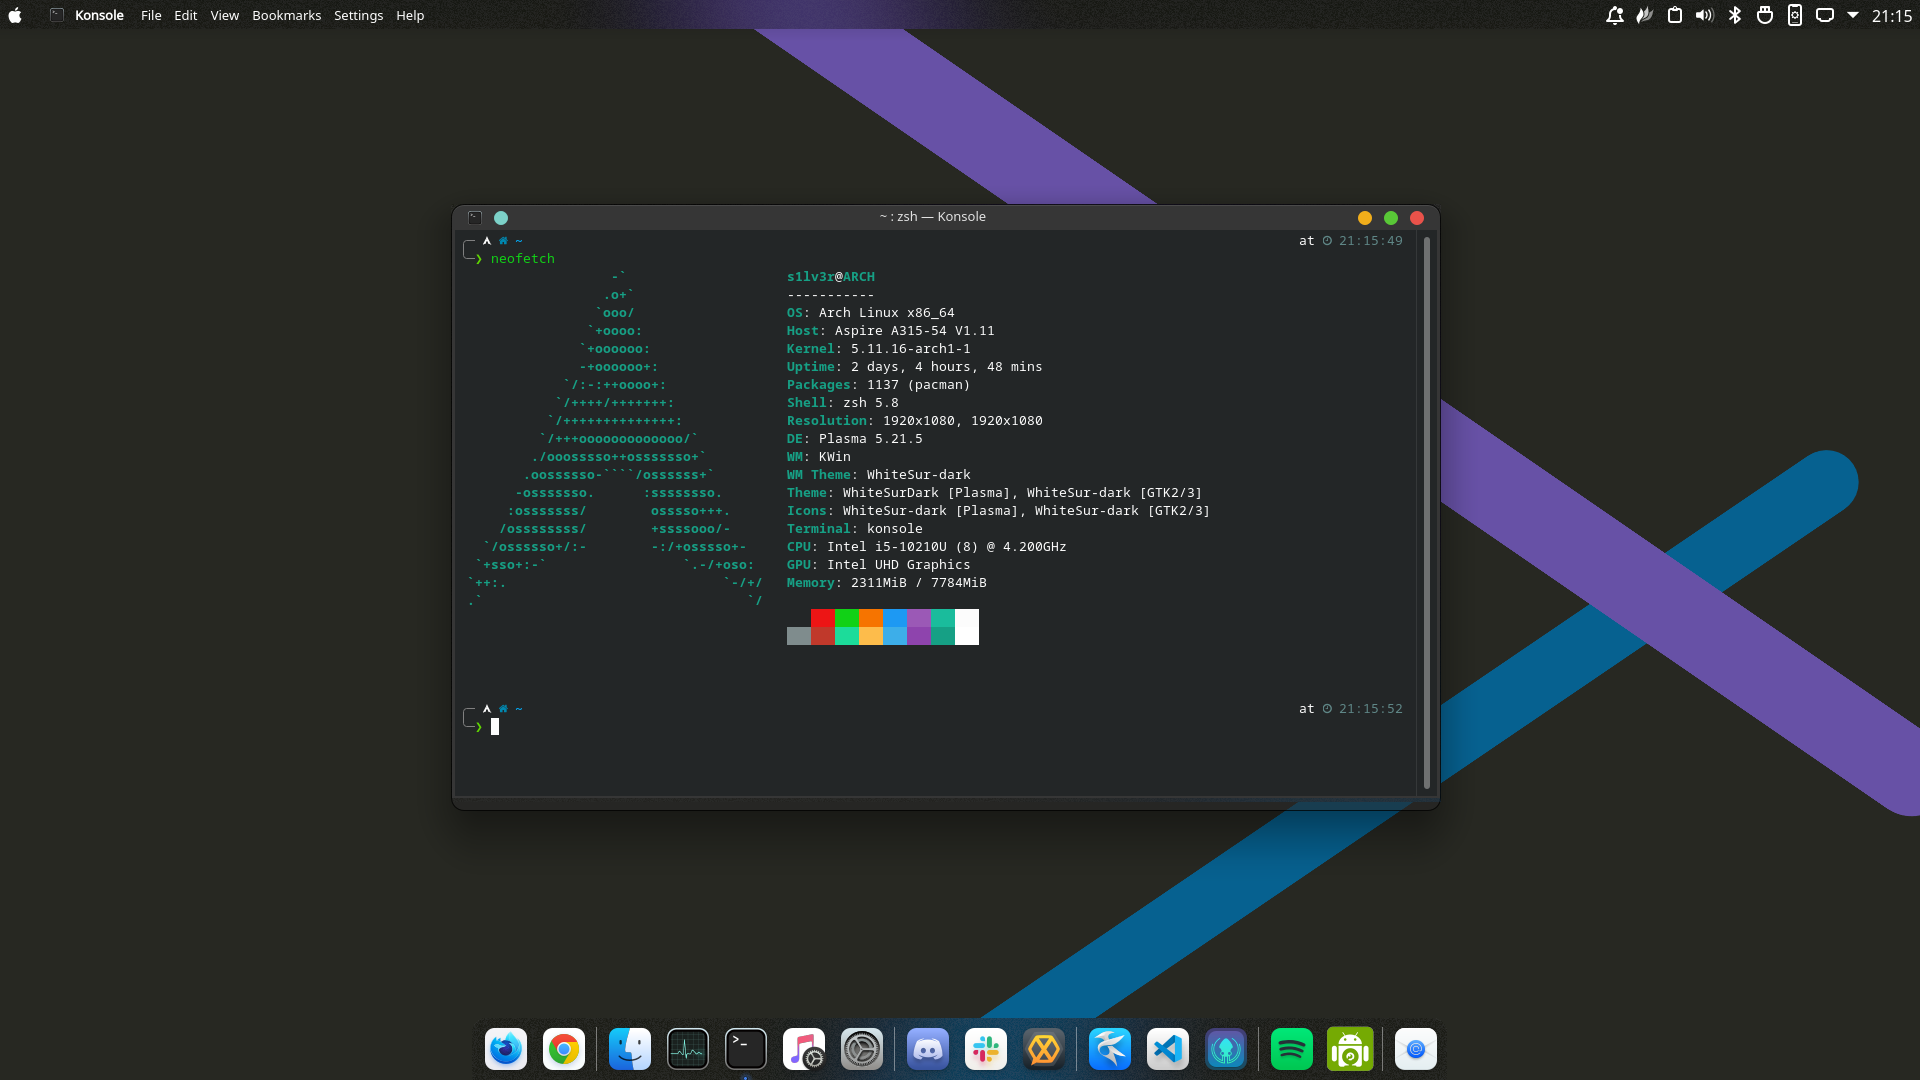 Konsole File Edit View Bookmarks Settings Help 21:15
~ : zsh — Konsole
~ at 21:15:49
❯ neofetch
-` s1lv3r@ARCH
.o+` -----------
`ooo/ OS: Arch Linux x86_64
`+oooo: Host: Aspire A315-54 V1.11
`+oooooo: Kernel: 5.11.16-arch1-1
-+oooooo+: Uptime: 2 days, 4 hours, 48 mins
`/:-:++oooo+: Packages: 1137 (pacman)
`/++++/+++++++: Shell: zsh 5.8
`/++++++++++++++: Resolution: 1920x1080, 1920x1080
`/+++ooooooooooooo/` DE: Plasma 5.21.5
./ooosssso++osssssso+` WM: KWin
.oossssso-````/ossssss+` WM Theme: WhiteSur-dark
-osssssso. :ssssssso. Theme: WhiteSurDark [Plasma], WhiteSur-dark [GTK2/3]
:osssssss/ osssso+++. Icons: WhiteSur-dark [Plasma], WhiteSur-dark [GTK2/3]
/ossssssss/ +ssssooo/- Terminal: konsole
`/ossssso+/:- -:/+osssso+- CPU: Intel i5-10210U (8) @ 4.200GHz
`+sso+:-` `.-/+oso: GPU: Intel UHD Graphics
`++:. `-/+/ Memory: 2311MiB / 7784MiB
.` `/
~ at 21:15:52
❯
>_